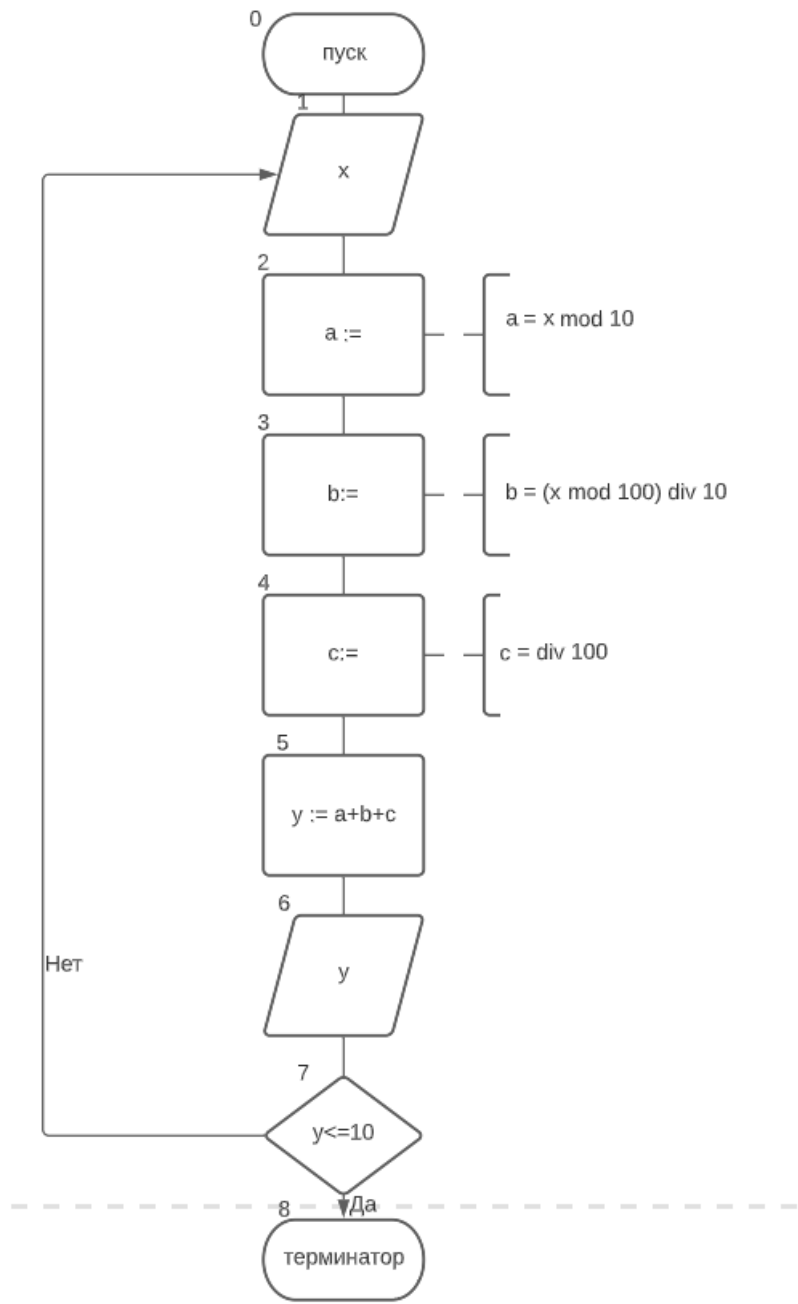 0
пуск
1
x
2
a :=
a = x mod 10
3
b:=
b = (x mod 100) div 10
4
c:=
c = div 100
5
y := a+b+c
6
y
Нет
7
y<=10
Да
8
терминатор